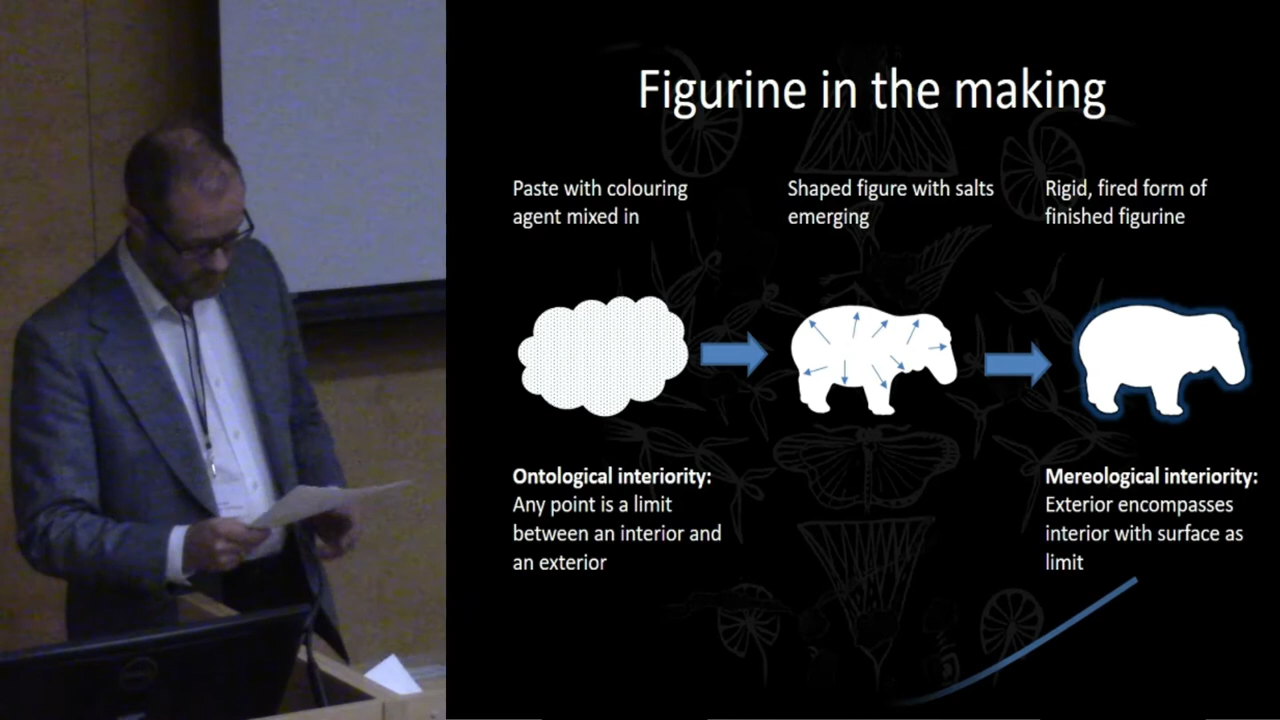 Figurine in the making
Paste with colouring
agent mixed in
Shaped figure with salts
emerging
Rigid, fired form of
finished figurine
Ontological interiority:
Any point is a limit
between an interior and
an exterior
Mereological interiority:
Exterior encompasses
interior with surface as
limit